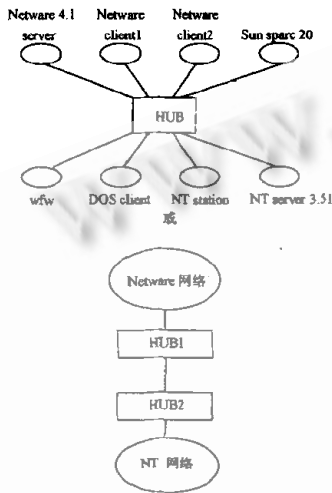 Netware 4.1 server
Netware client1
Netware client2
Sun sparc 20
HUB
wfw
DOS client
NT station
NT server 3.51
或
Netware 网络
HUB1
HUB2
NT 网络